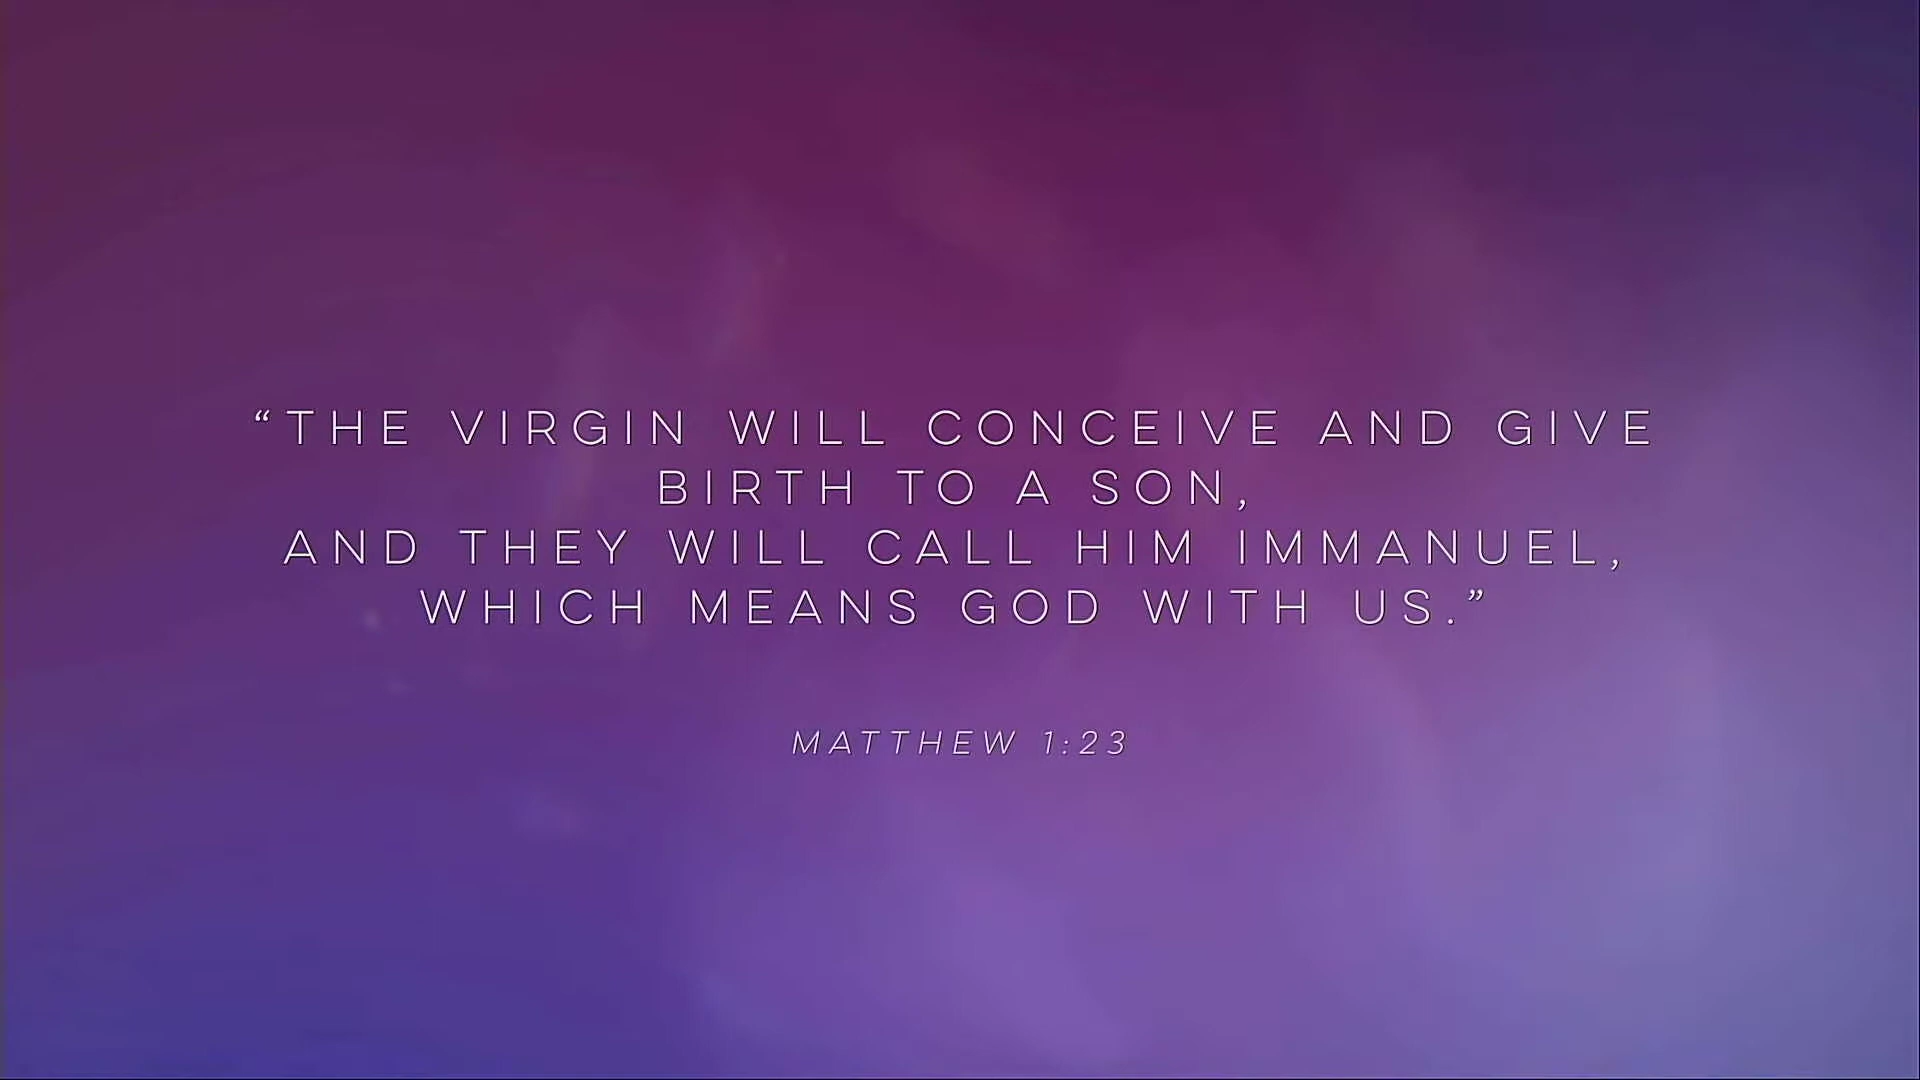 “THE VIRGIN WILL CONCEIVE AND GIVE
BIRTH TO A SON,
AND THEY WILL CALL HIM IMMANUEL,
WHICH MEANS GOD WITH US.”
MATTHEW 1:23